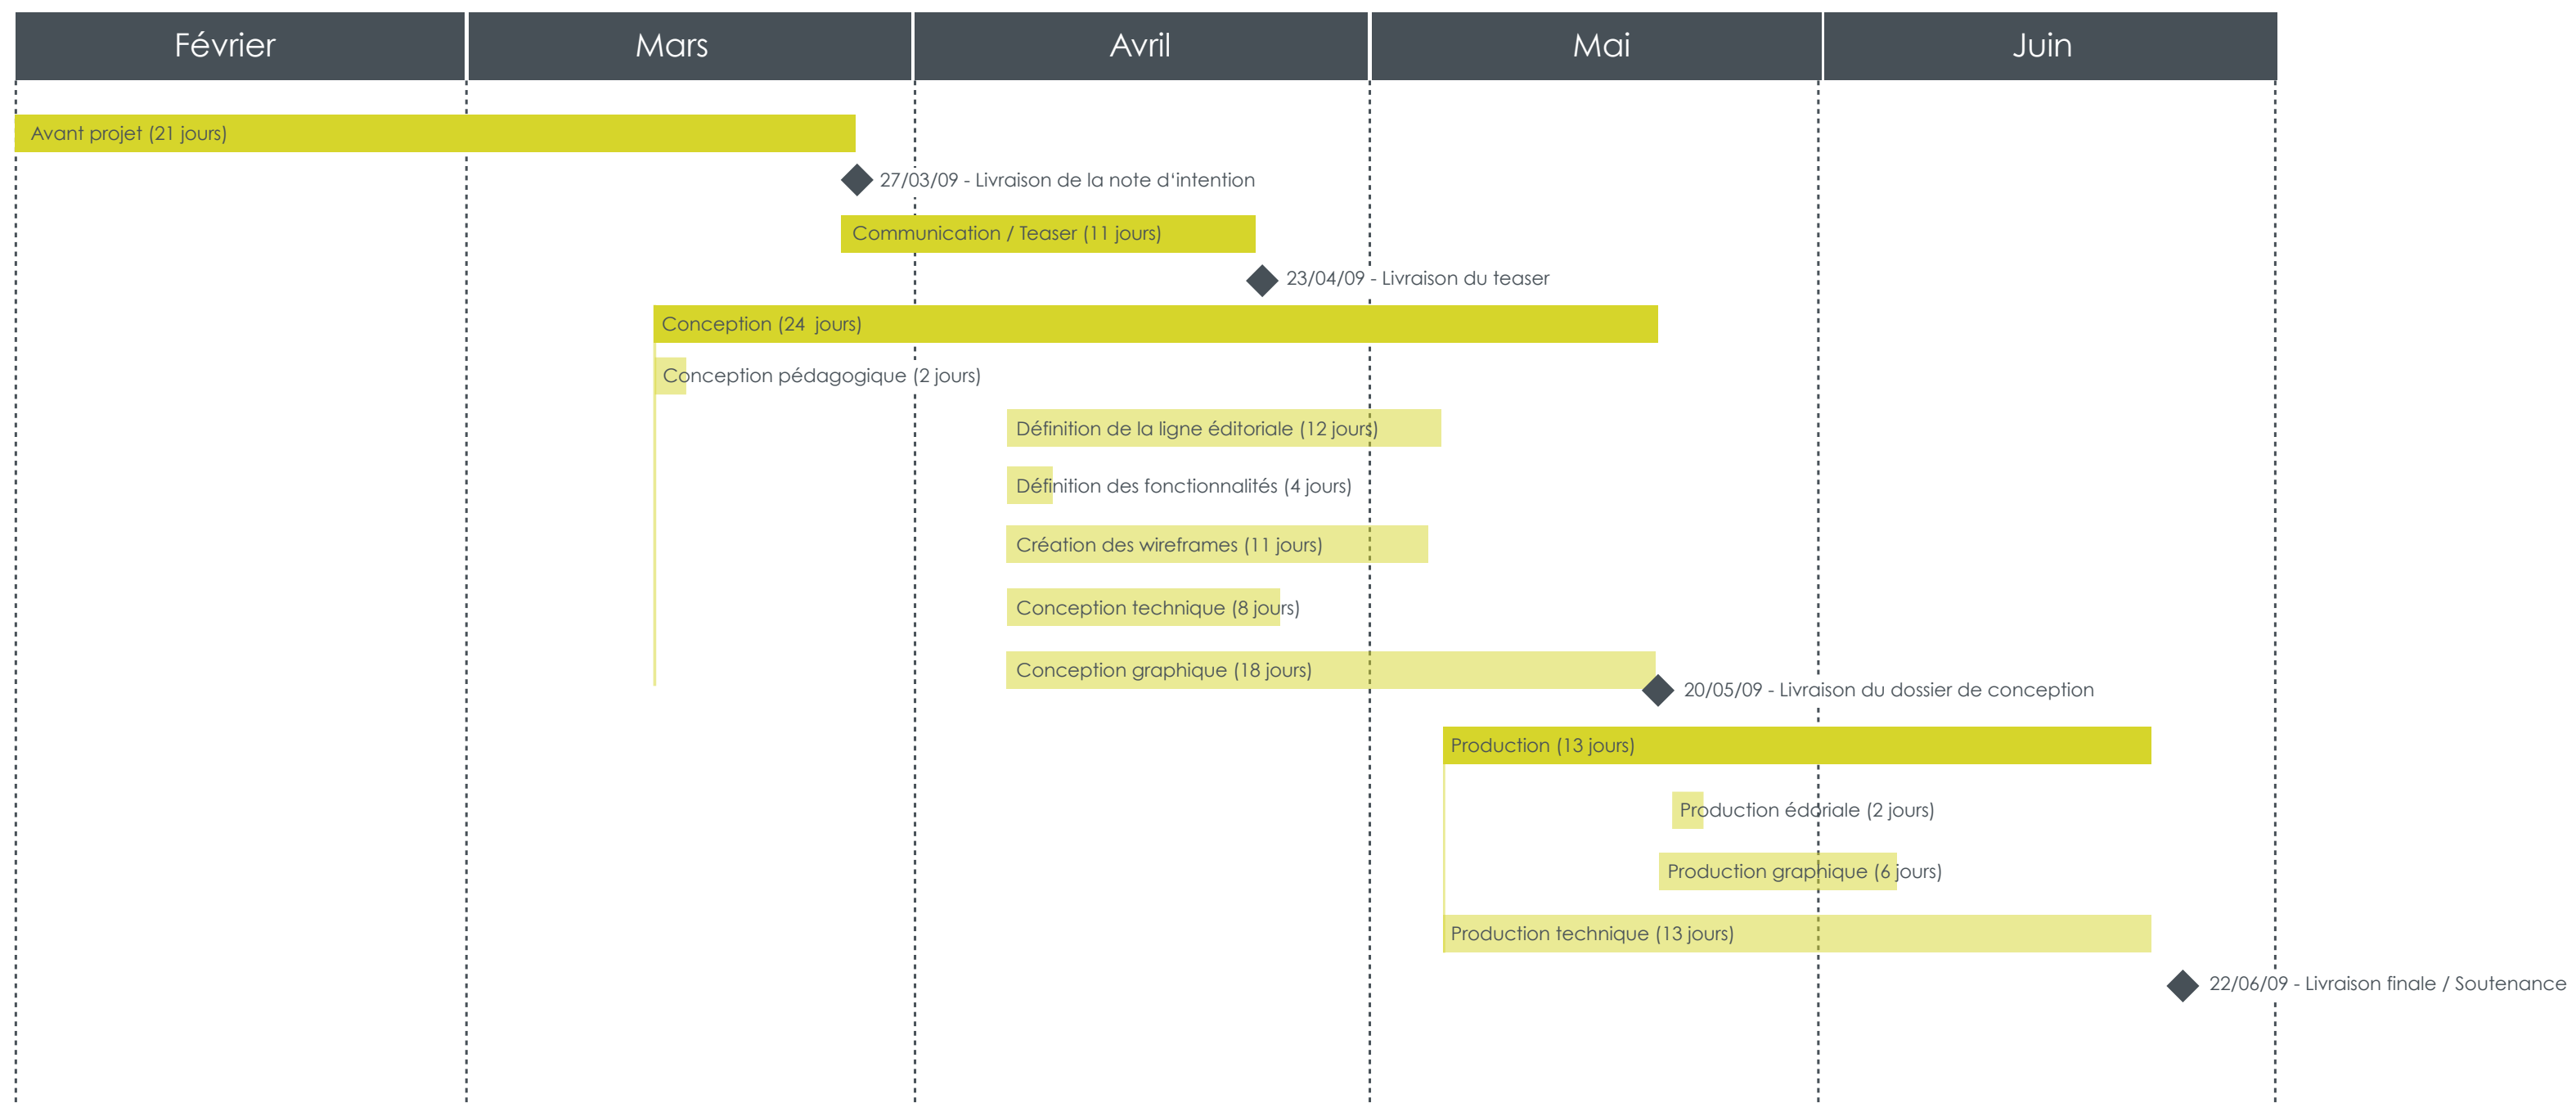 Février Mars Avril Mai Juin
Avant projet (21 jours)
27/03/09 - Livraison de la note d‘intention
Communication / Teaser (11 jours)
23/04/09 - Livraison du teaser
Conception (24  jours)
Conception pédagogique (2 jours)
Définition de la ligne éditoriale (12 jours)
Définition des fonctionnalités (4 jours)
Création des wireframes (11 jours)
Conception technique (8 jours)
Conception graphique (18 jours)
20/05/09 - Livraison du dossier de conception
Production (13 jours)
Production édoriale (2 jours)
Production graphique (6 jours)
Production technique (13 jours)
22/06/09 - Livraison finale / Soutenance